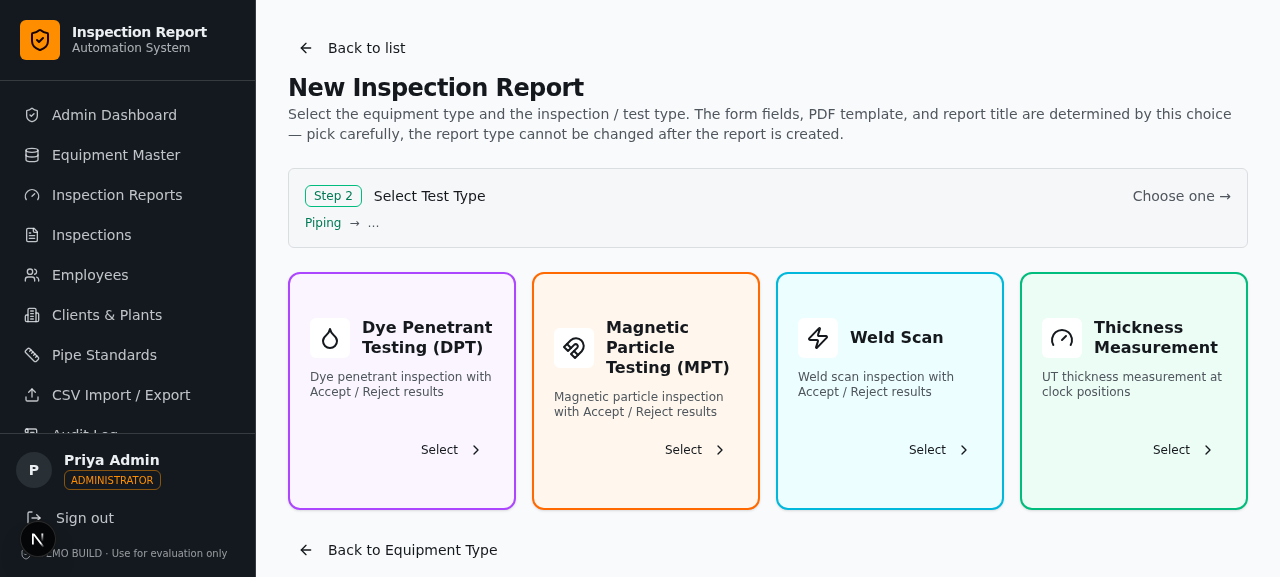 Inspection Report
Automation System
Admin Dashboard
Equipment Master
Inspection Reports
Inspections
Employees
Clients & Plants
Pipe Standards
CSV Import / Export
Audit Log
P
Priya Admin
ADMINISTRATOR
Sign out
N
EMO BUILD · Use for evaluation only
Back to list
New Inspection Report
Select the equipment type and the inspection / test type. The form fields, PDF template, and report title are determined by this choice
— pick carefully, the report type cannot be changed after the report is created.
Step 2 Select Test Type
Choose one →
Piping → ...
Dye Penetrant
Testing (DPT)
Dye penetrant inspection with
Accept / Reject results
Select
Magnetic
Particle
Testing (MPT)
Magnetic particle inspection
with Accept / Reject results
Select
Weld Scan
Weld scan inspection with
Accept / Reject results
Select
Thickness
Measurement
UT thickness measurement at
clock positions
Select
Back to Equipment Type